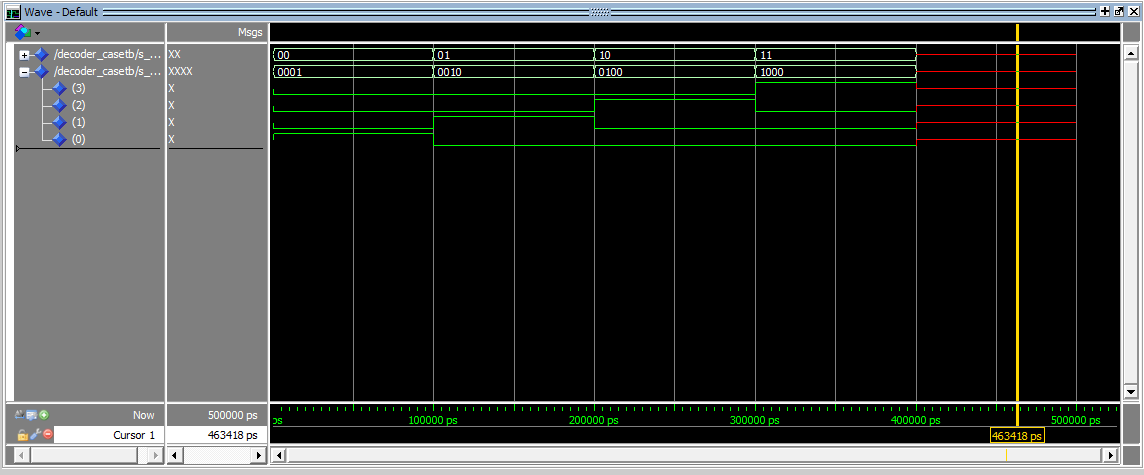 Wave - Default
Msgs
/decoder_casetb/s_... XX 00 01 10 11
/decoder_casetb/s_... XXXX 0001 0010 0100 1000
(3) X
(2) X
(1) X
(0) X
Now 500000 ps ps 100000 ps 200000 ps 300000 ps 400000 ps 500000 ps
Cursor 1 463418 ps 463418 ps